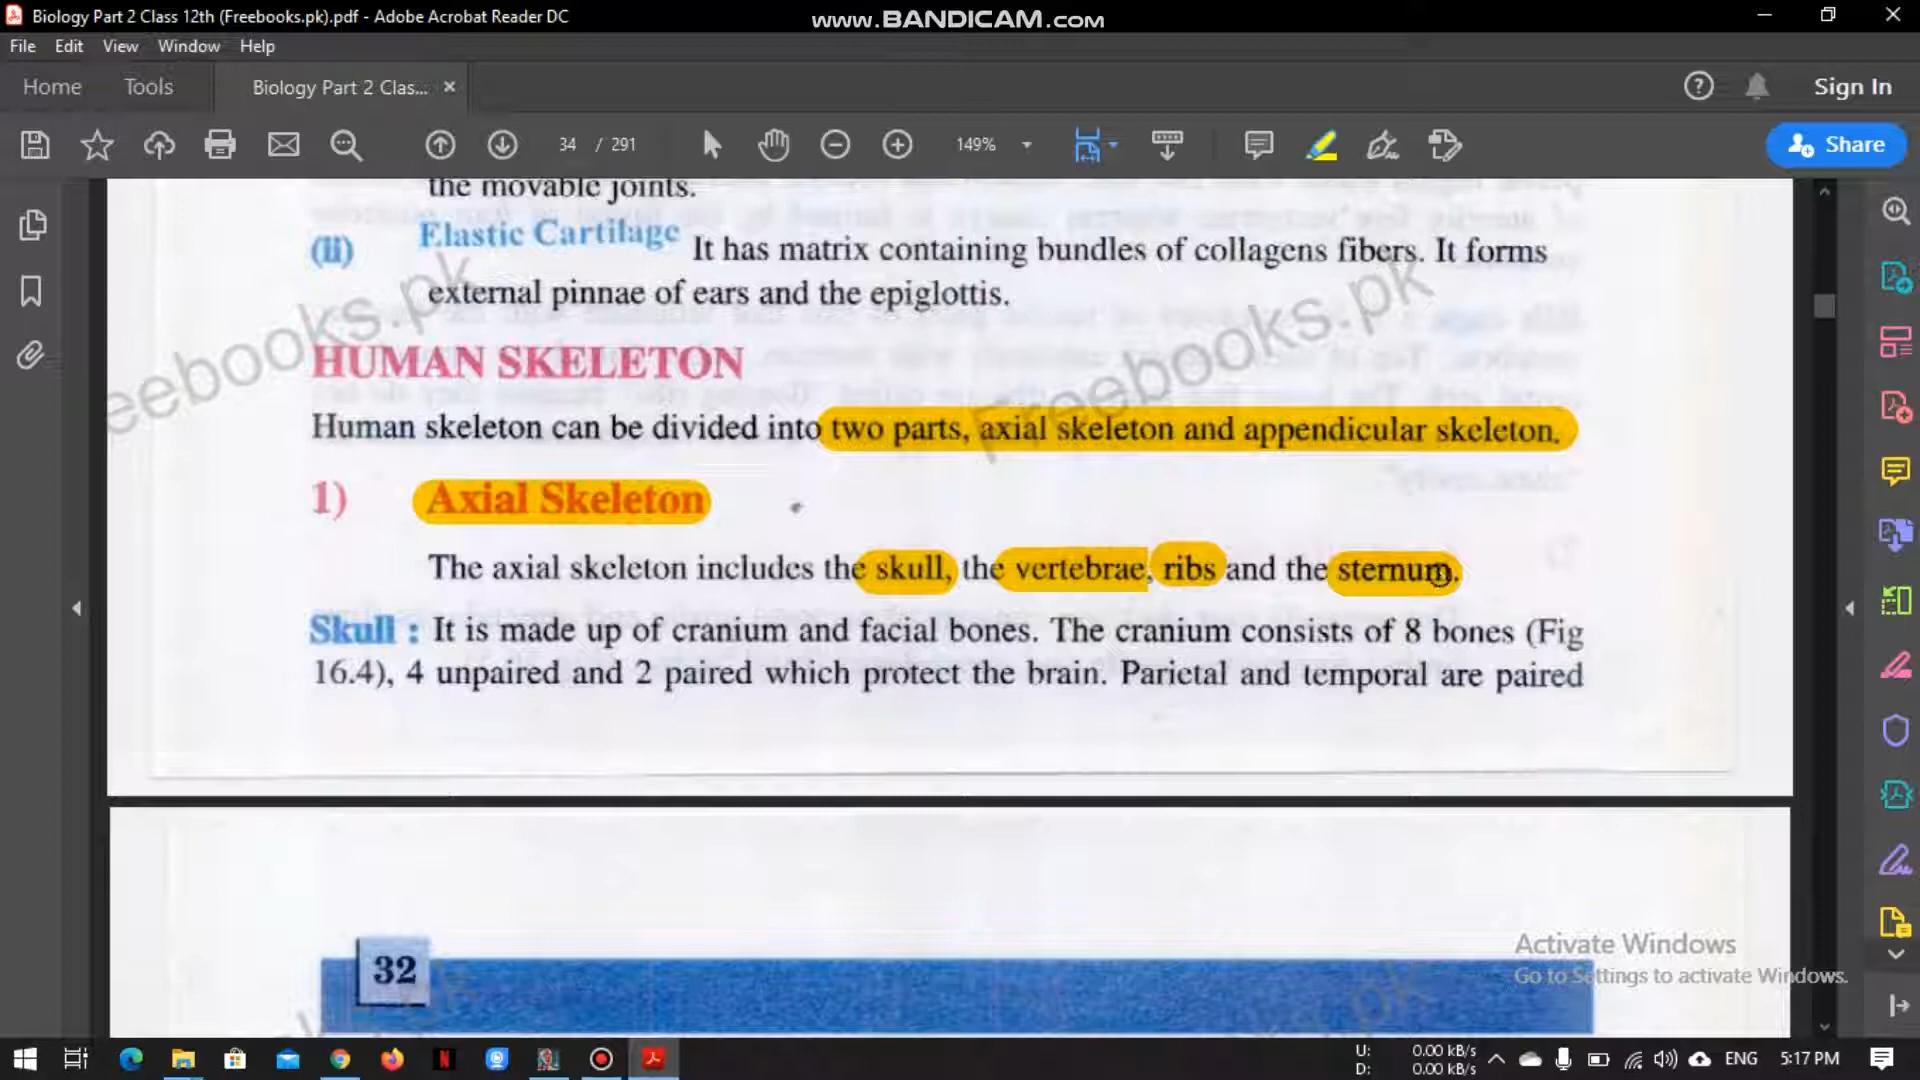 Biology Part 2 Class 12th (Freebooks.pk).pdf - Adobe Acrobat Reader DC
www.BANDICAM.com
File Edit View Window Help
Home Tools Biology Part 2 Clas... × Sign In
34 / 291 149% Share
the movable joints.
(ii) Elastic Cartilage It has matrix containing bundles of collagens fibers. It forms
external pinnae of ears and the epiglottis.
eebooks.pk
Freebooks.pk
HUMAN SKELETON
Human skeleton can be divided into two parts, axial skeleton and appendicular skeleton.
1) Axial Skeleton
The axial skeleton includes the skull, the vertebrae, ribs and the sternum.
Skull : It is made up of cranium and facial bones. The cranium consists of 8 bones (Fig
16.4), 4 unpaired and 2 paired which protect the brain. Parietal and temporal are paired
32
Activate Windows
Go to Settings to activate Windows.
U: 0.00 kB/s
D: 0.00 kB/s
ENG 5:17 PM